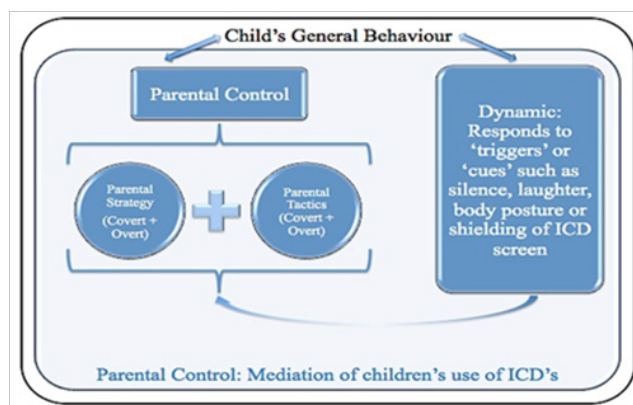 Child's General Behaviour
Parental Control
Parental
Strategy
(Covert +
Overt)
Parental
Tactics
(Covert +
Overt)
Dynamic:
Responds to
'triggers' or
'cues' such as
silence, laughter,
body posture or
shielding of ICD
screen
Parental Control: Mediation of children's use of ICD's